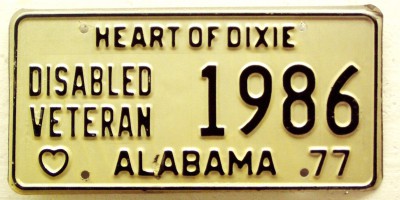 HEART OF DIXIE
DISABLED
VETERAN
1986
ALABAMA 77